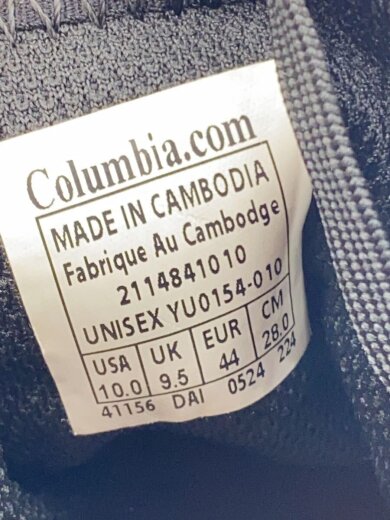 Columbia.com
MADE IN CAMBODIA
Fabrique Au Cambodge
2114841010
UNISEX YU0154-010
USA UK EUR CM
10.0 9.5 44 28.0
41156 DAI 0524 224